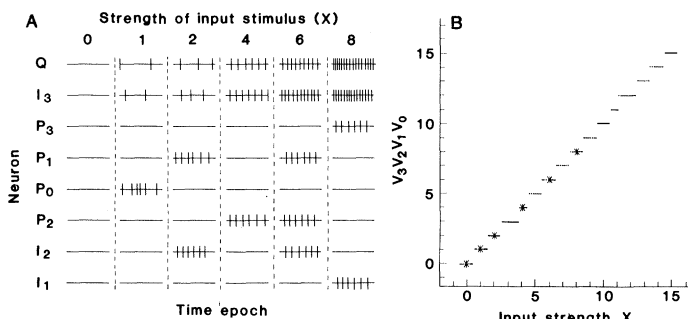 A
Strength of input stimulus (X)
0 1 2 4 6 8
Q
I3
P3
P1
P0
P2
I2
I1
Neuron
Time epoch
B
15
10
5
0
V3V2V1V0
0 5 10 15
Input strength, X